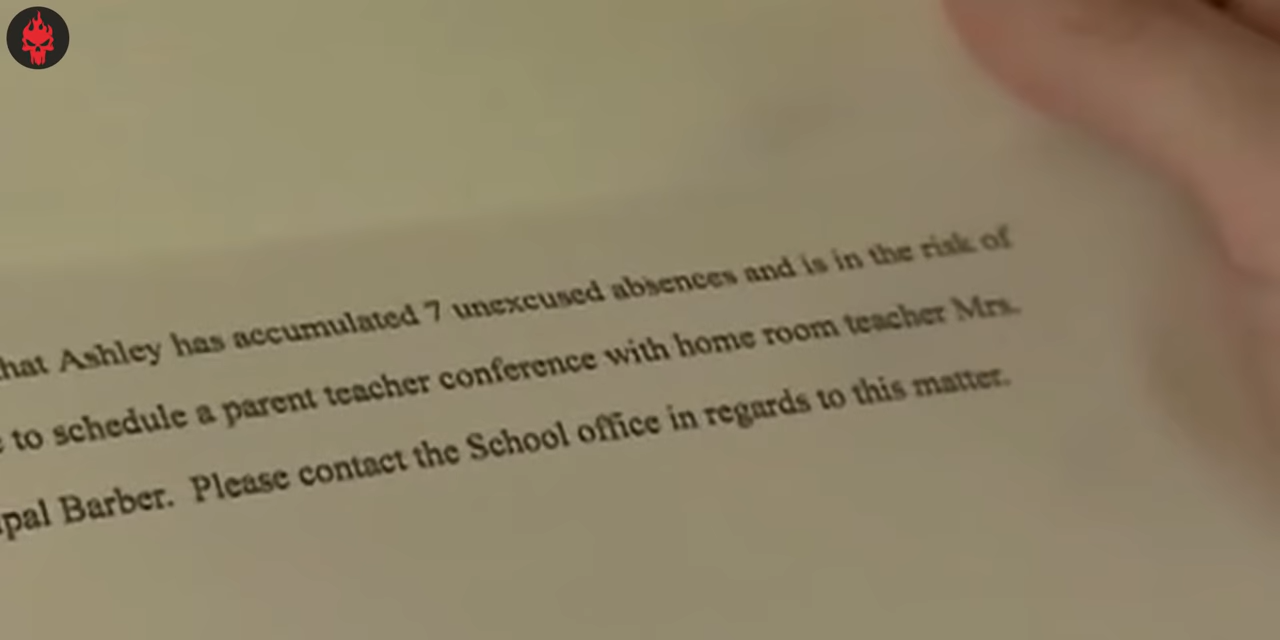 hat Ashley has accumulated 7 unexcused absences and is in the risk of
to schedule a parent teacher conference with home room teacher Mrs.
pal Barber. Please contact the School office in regards to this matter.